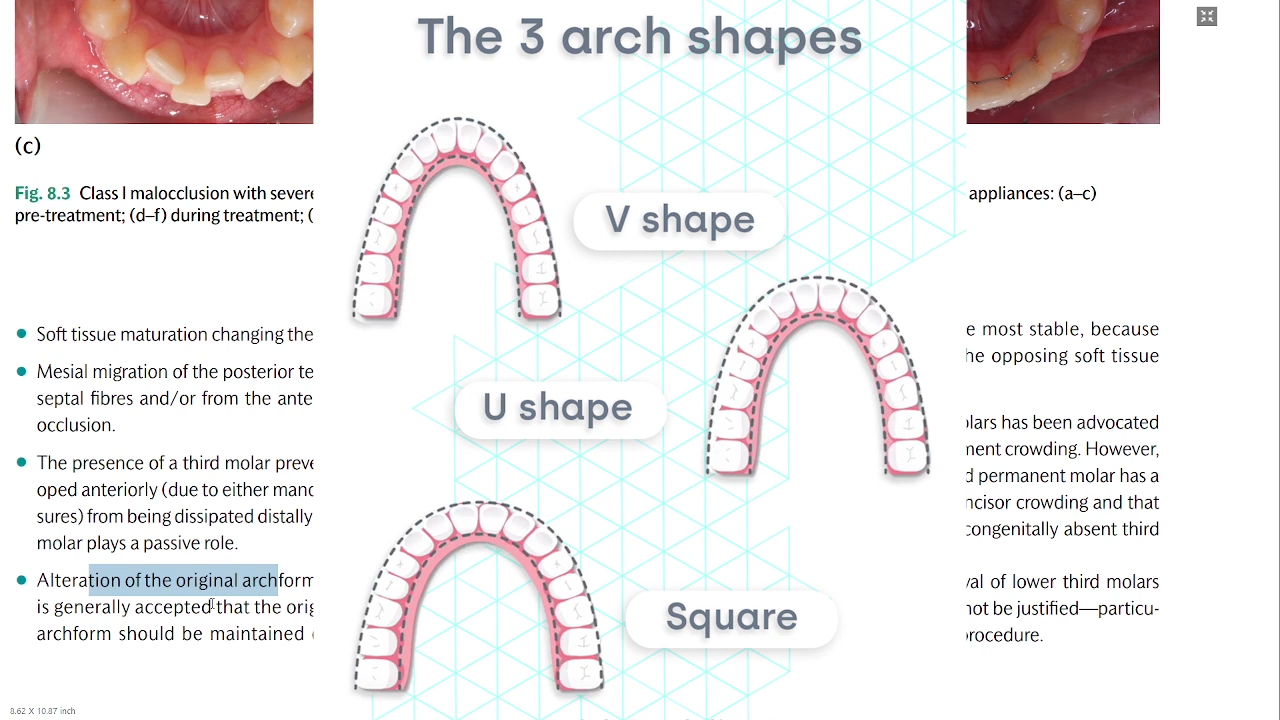 The 3 arch shapes
V shape
U shape
Square
(c)
Fig. 8.3 Class I malocclusion with severe
appliances: (a–c)
pre-treatment; (d–f) during treatment; (
Soft tissue maturation changing the
Mesial migration of the posterior te
septal fibres and/or from the ante
occlusion.
The presence of a third molar preve
oped anteriorly (due to either mand
sures) from being dissipated distally
molar plays a passive role.
Alteration of the original archform
is generally accepted that the orig
archform should be maintained
e most stable, because
he opposing soft tissue
olars has been advocated
nent crowding. However,
d permanent molar has a
ncisor crowding and that
congenitally absent third
val of lower third molars
not be justified—particu-
procedure.
8.62 X 10.87 inch